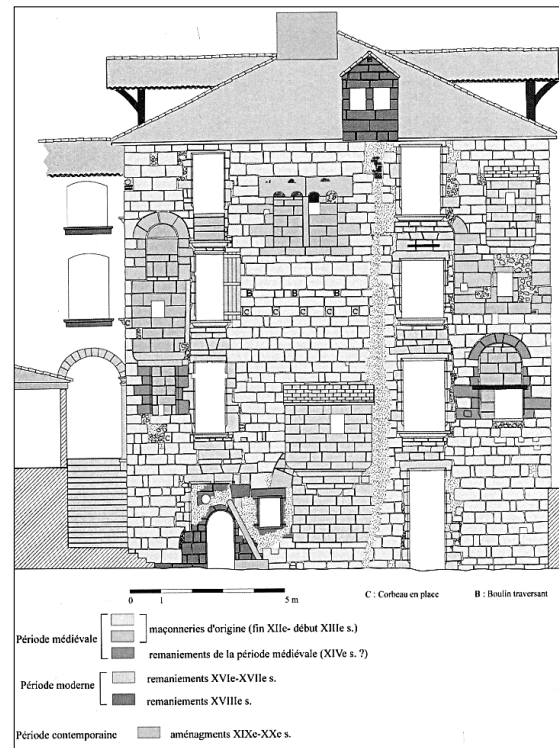 B B B
C C C C C
C
C
0 1 5 m
C : Corbeau en place B : Boulin traversant
Période médiévale
maçonneries d'origine (fin XIIe- début XIIIe s.)
remaniements de la période médiévale (XIVe s. ?)
Période moderne
remaniements XVIe-XVIIe s.
remaniements XVIIIe s.
Période contemporaine aménagments XIXe-XXe s.